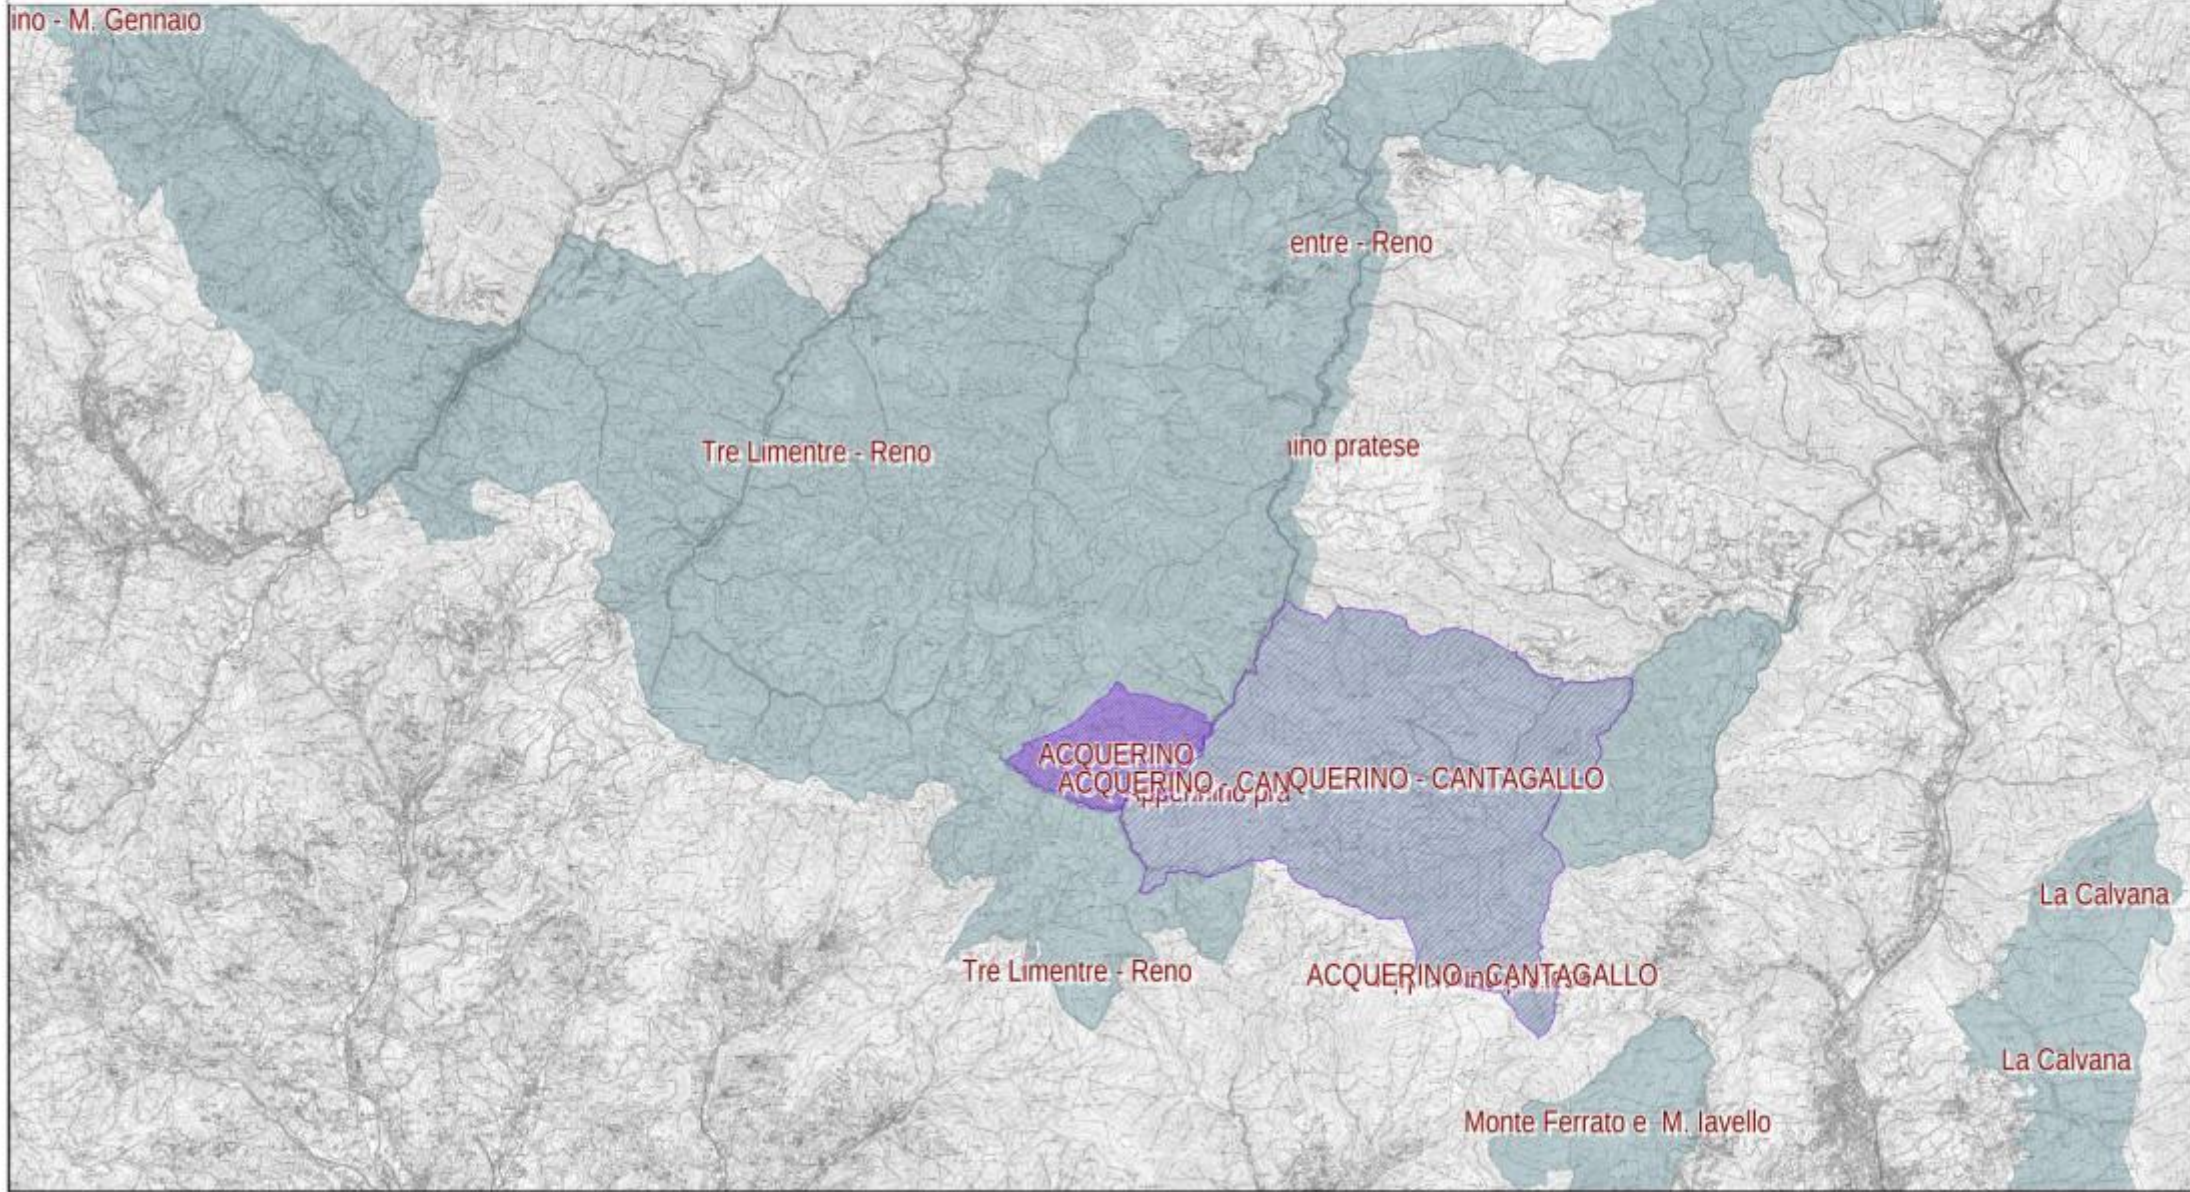 ino - M. Gennaio
entre - Reno
Tre Limentre - Reno
nino pratese
ACQUERINO
ACQUERINO - CAN
QUERINO - CANTAGALLO
Tre Limentre - Reno
ACQUERINO - CANTAGALLO
La Calvana
La Calvana
Monte Ferrato e M. Iavello